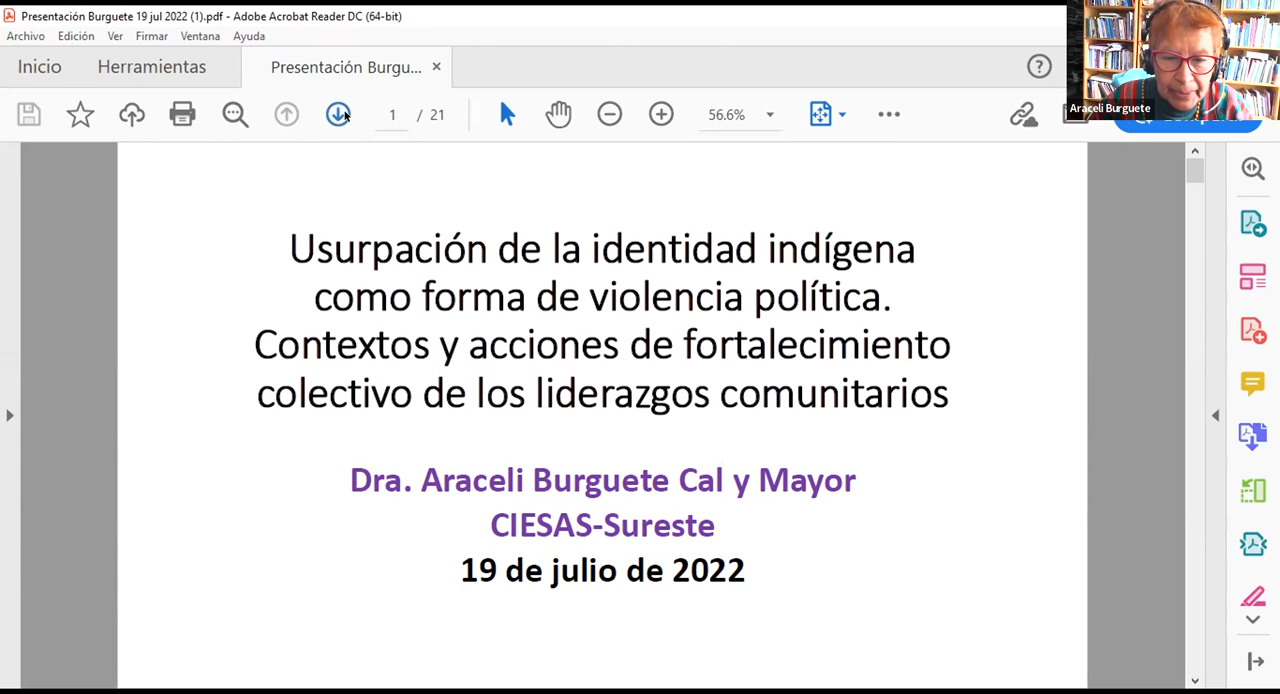 Presentación Burguete 19 jul 2022 (1).pdf - Adobe Acrobat Reader DC (64-bit)
Archivo Edición Ver Firmar Ventana Ayuda
Inicio Herramientas Presentación Burgu... ×
1 / 21 56.6%
Araceli Burguete
Usurpación de la identidad indígena
como forma de violencia política.
Contextos y acciones de fortalecimiento
colectivo de los liderazgos comunitarios
Dra. Araceli Burguete Cal y Mayor
CIESAS-Sureste
19 de julio de 2022